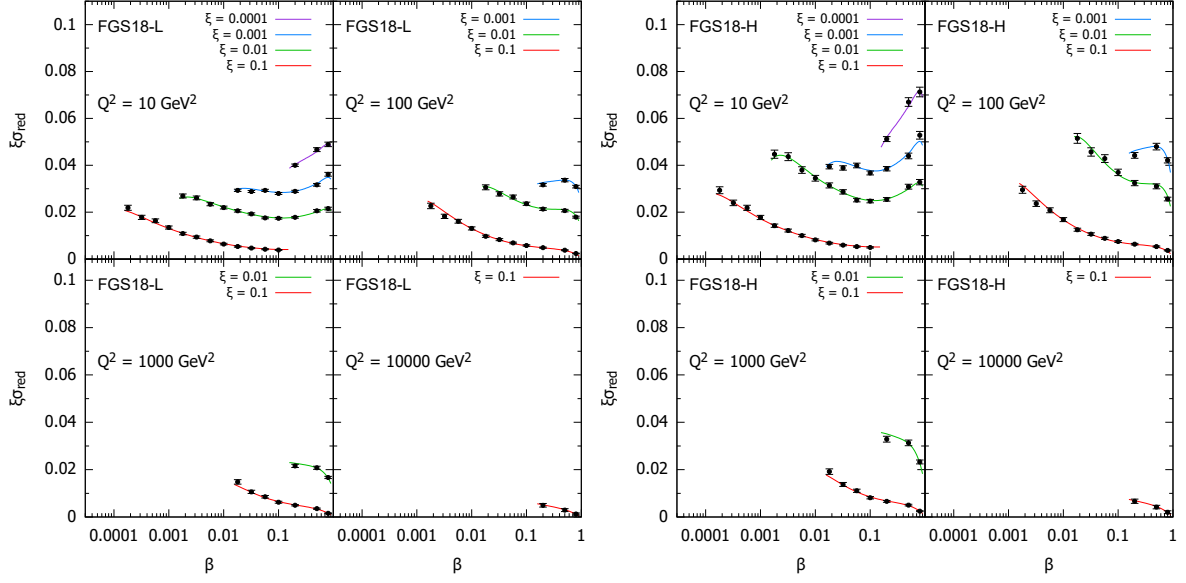 0.1
0.08
0.06
0.04
0.02
0
ξσred
FGS18-L
ξ = 0.0001
ξ = 0.001
ξ = 0.01
ξ = 0.1
Q² = 10 GeV²
FGS18-L
ξ = 0.001
ξ = 0.01
ξ = 0.1
Q² = 100 GeV²
0.1
0.08
0.06
0.04
0.02
0
ξσred
FGS18-L
ξ = 0.01
ξ = 0.1
Q² = 1000 GeV²
FGS18-L
ξ = 0.1
Q² = 10000 GeV²
0.0001 0.001 0.01 0.1
β
0.0001 0.001 0.01 0.1 1
β
0.1
0.08
0.06
0.04
0.02
0
ξσred
FGS18-H
ξ = 0.0001
ξ = 0.001
ξ = 0.01
ξ = 0.1
Q² = 10 GeV²
FGS18-H
ξ = 0.001
ξ = 0.01
ξ = 0.1
Q² = 100 GeV²
0.1
0.08
0.06
0.04
0.02
0
ξσred
FGS18-H
ξ = 0.01
ξ = 0.1
Q² = 1000 GeV²
FGS18-H
ξ = 0.1
Q² = 10000 GeV²
0.0001 0.001 0.01 0.1
β
0.0001 0.001 0.01 0.1 1
β